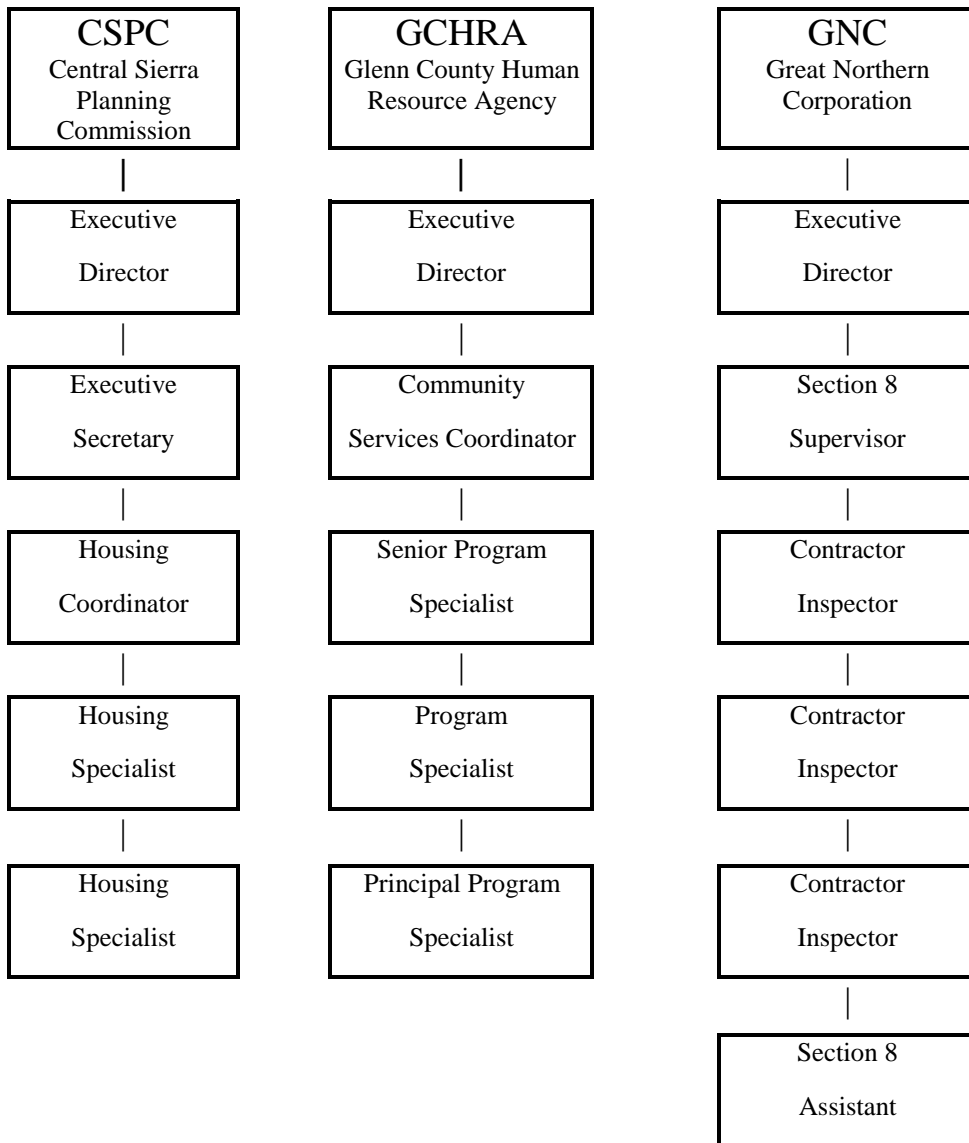 CSPC
Central Sierra
Planning
Commission
GCHRA
Glenn County Human
Resource Agency
GNC
Great Northern
Corporation
Executive
Director
Executive
Director
Executive
Director
Executive
Secretary
Community
Services Coordinator
Section 8
Supervisor
Housing
Coordinator
Senior Program
Specialist
Contractor
Inspector
Housing
Specialist
Program
Specialist
Contractor
Inspector
Housing
Specialist
Principal Program
Specialist
Contractor
Inspector
Section 8
Assistant